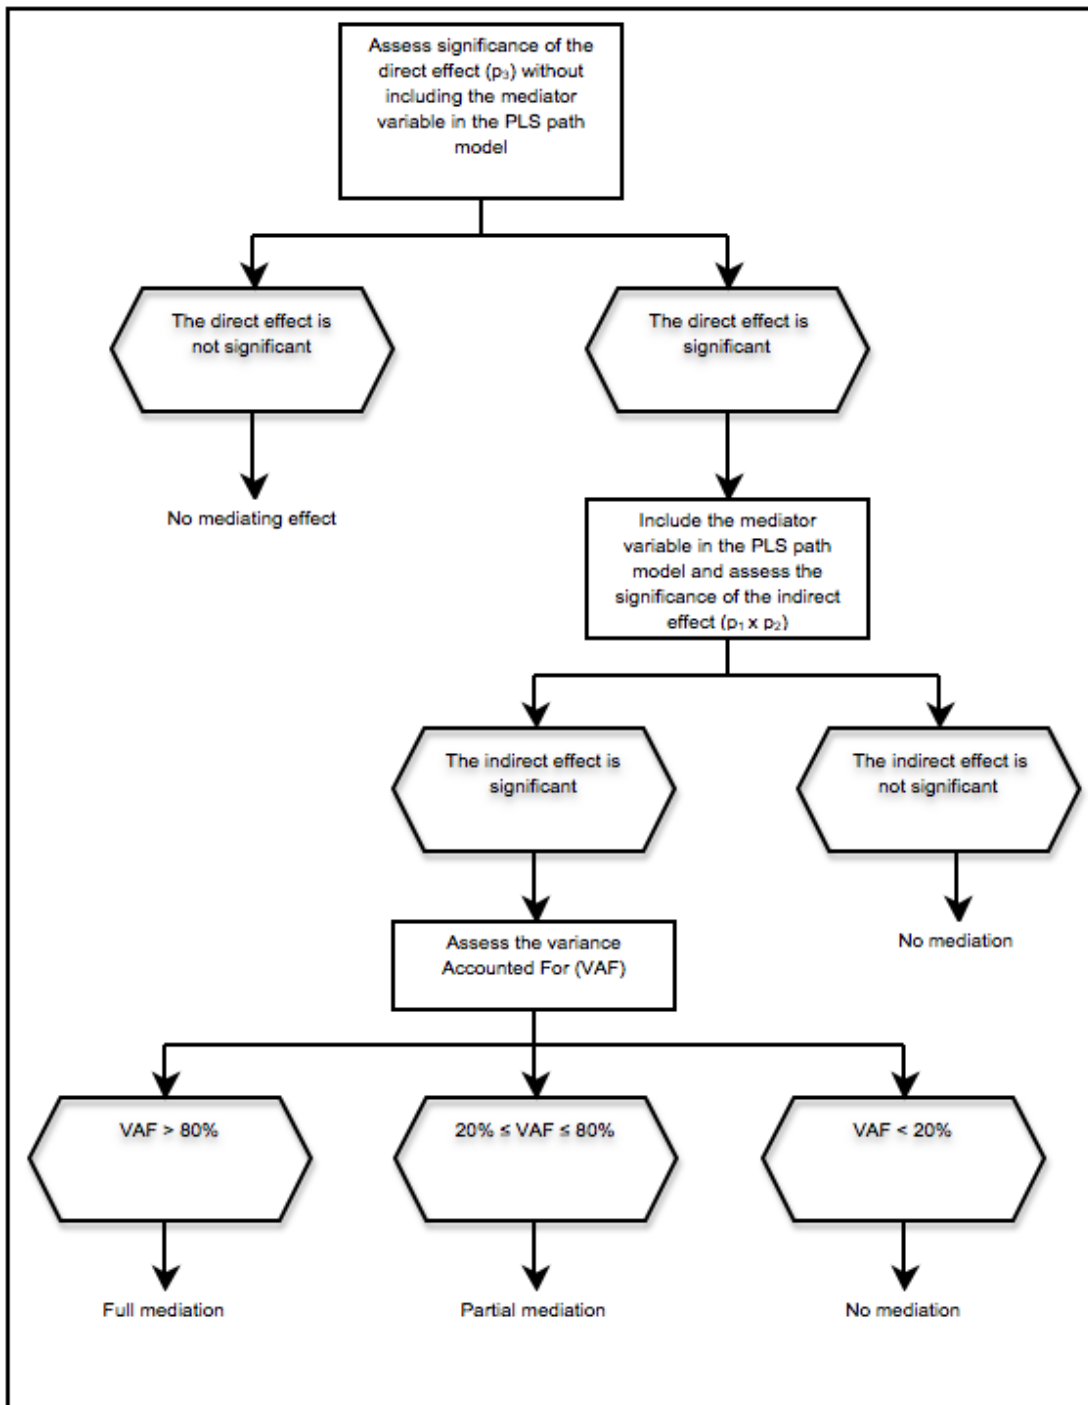 Assess significance of the
direct effect (p₃) without
including the mediator
variable in the PLS path
model
The direct effect is
not significant
The direct effect is
significant
No mediating effect
Include the mediator
variable in the PLS path
model and assess the
significance of the indirect
effect (p₁ x p₂)
The indirect effect is
significant
The indirect effect is
not significant
Assess the variance
Accounted For (VAF)
No mediation
VAF > 80%
20% ≤ VAF ≤ 80%
VAF < 20%
Full mediation
Partial mediation
No mediation